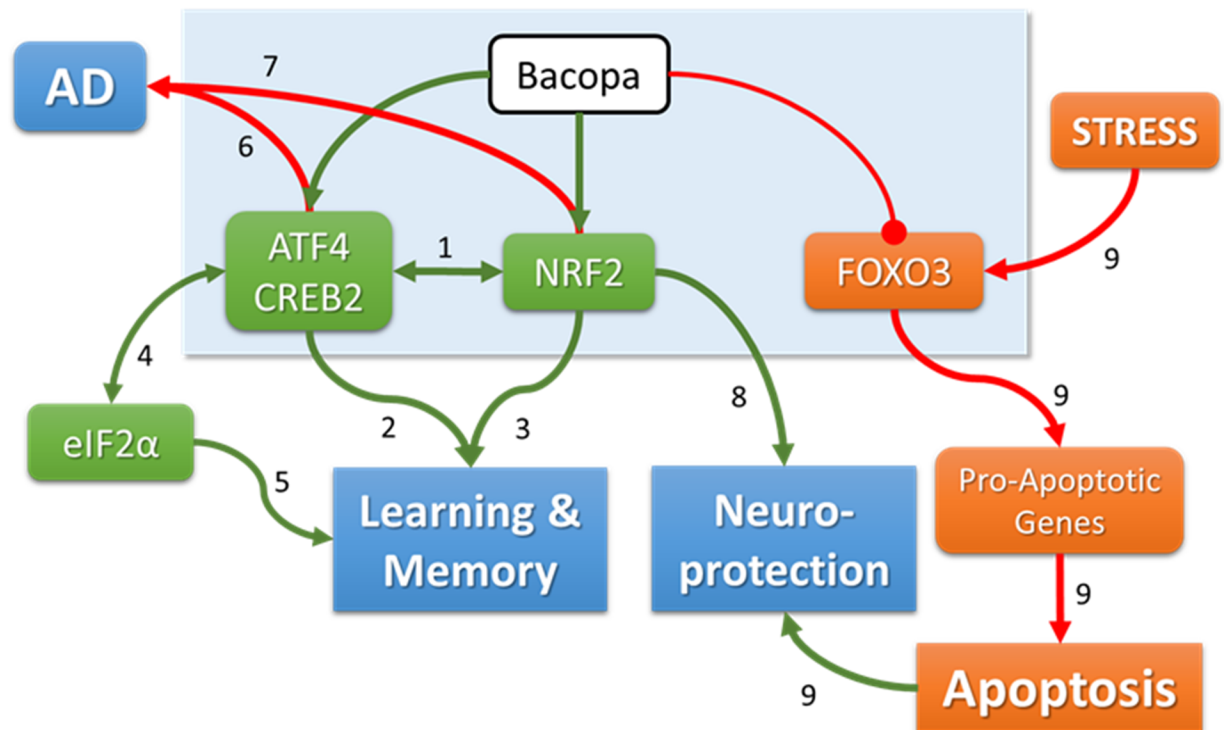 AD
7
Bacopa
STRESS
6
9
ATF4
CREB2
1
NRF2
FOXO3
4
2
3
8
9
eIF2α
5
Learning &
Memory
Neuro-
protection
Pro-Apoptotic
Genes
9
9
Apoptosis